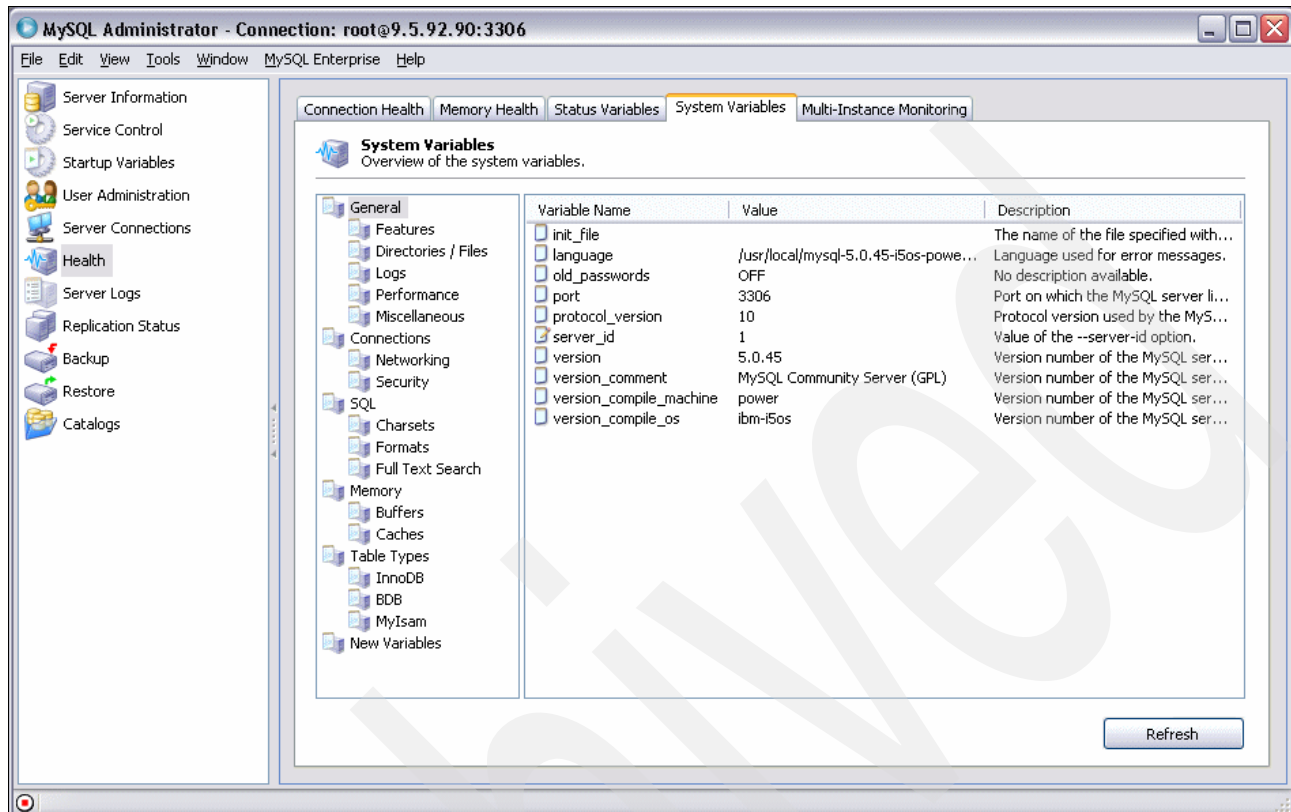 MySQL Administrator - Connection: root@9.5.92.90:3306
File Edit View Tools Window MySQL Enterprise Help
Server Information
Service Control
Startup Variables
User Administration
Server Connections
Health
Server Logs
Replication Status
Backup
Restore
Catalogs
Connection Health Memory Health Status Variables System Variables Multi-Instance Monitoring
System Variables
Overview of the system variables.
General
Features
Directories / Files
Logs
Performance
Miscellaneous
Connections
Networking
Security
SQL
Charsets
Formats
Full Text Search
Memory
Buffers
Caches
Table Types
InnoDB
BDB
MyIsam
New Variables
Variable Name Value Description
init_file The name of the file specified with...
language /usr/local/mysql-5.0.45-i5os-powe... Language used for error messages.
old_passwords OFF No description available.
port 3306 Port on which the MySQL server li...
protocol_version 10 Protocol version used by the MyS...
server_id 1 Value of the --server-id option.
version 5.0.45 Version number of the MySQL ser...
version_comment MySQL Community Server (GPL) Version number of the MySQL ser...
version_compile_machine power Version number of the MySQL ser...
version_compile_os ibm-i5os Version number of the MySQL ser...
Refresh